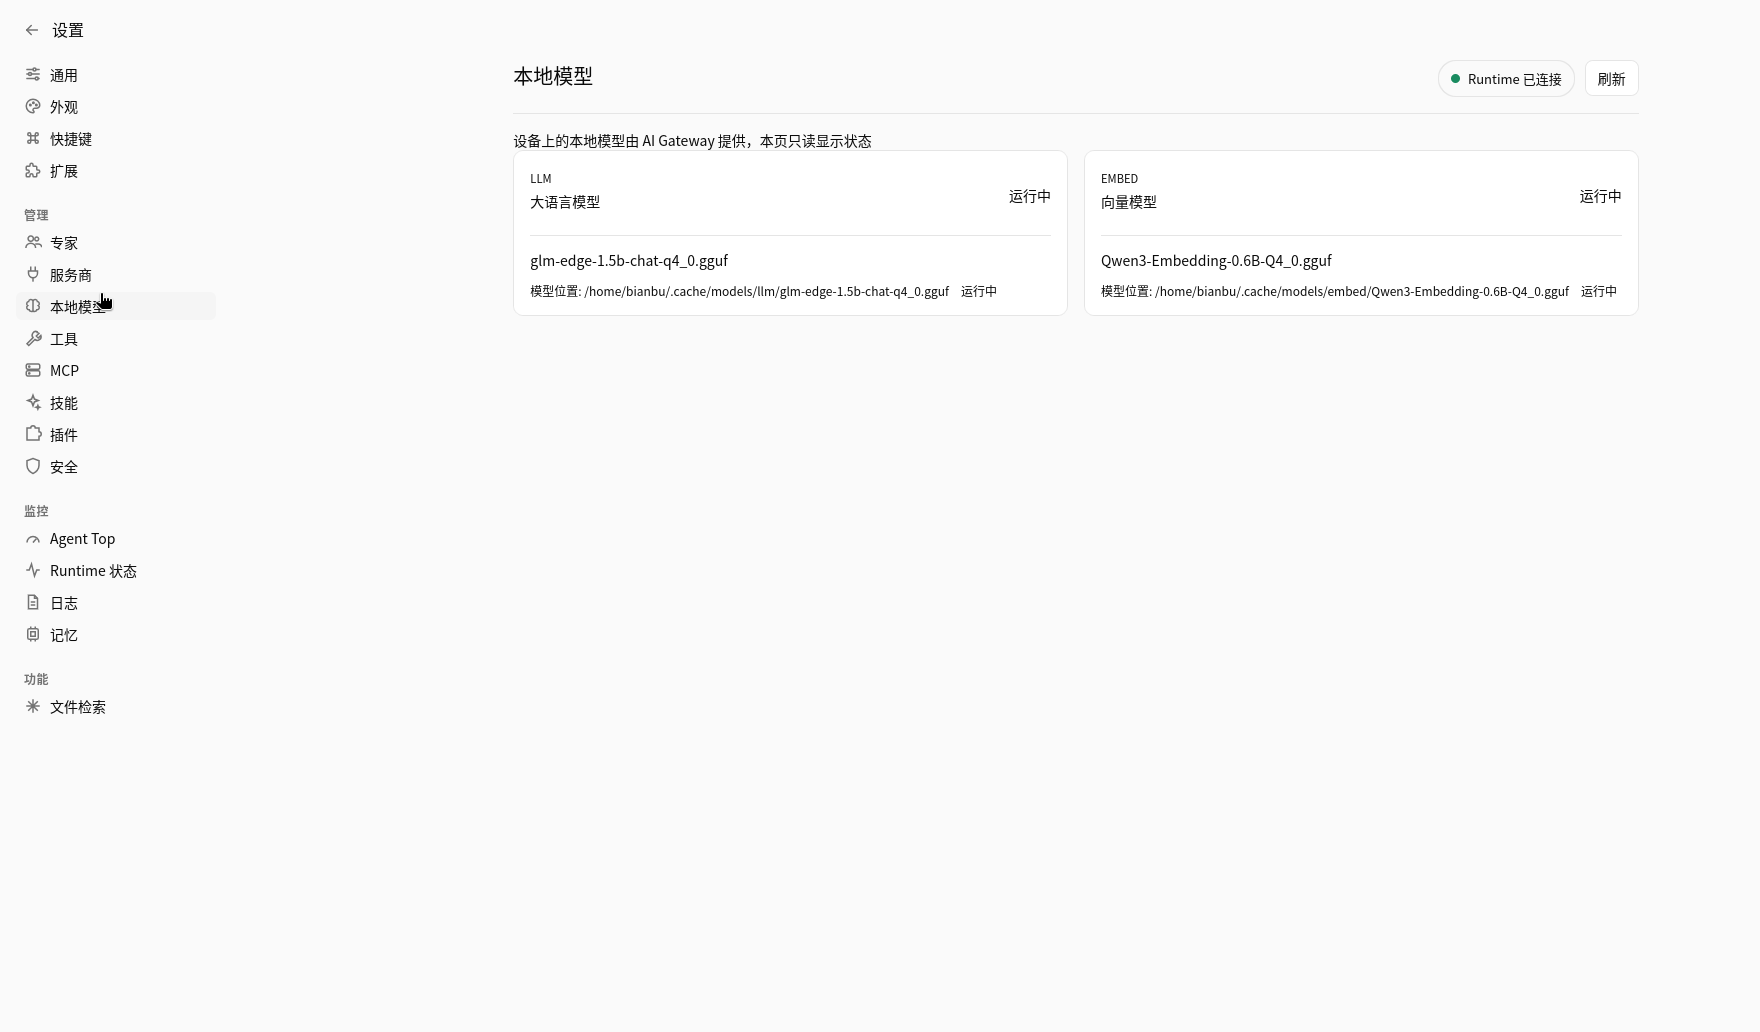 设置
通用
外观
快捷键
扩展
管理
专家
服务商
本地模型
工具
MCP
技能
插件
安全
监控
Agent Top
Runtime 状态
日志
记忆
功能
文件检索
本地模型
Runtime 已连接
刷新
设备上的本地模型由 AI Gateway 提供，本页只读显示状态
LLM
大语言模型
运行中
glm-edge-1.5b-chat-q4_0.gguf
模型位置: /home/bianbu/.cache/models/llm/glm-edge-1.5b-chat-q4_0.gguf 运行中
EMBED
向量模型
运行中
Qwen3-Embedding-0.6B-Q4_0.gguf
模型位置: /home/bianbu/.cache/models/embed/Qwen3-Embedding-0.6B-Q4_0.gguf 运行中